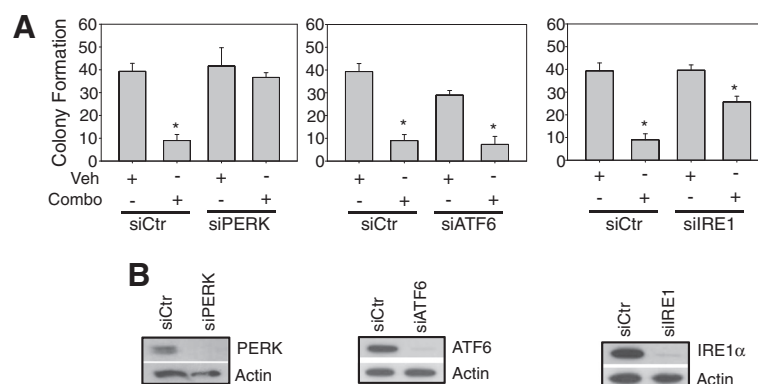 A
Colony Formation
60
50
40
30
20
10
0
*
60
50
40
30
20
10
0
*
*
60
50
40
30
20
10
0
*
*
Veh + - + - + - + - + - + -
Combo - + - + - + - + - + - +
siCtr siPERK siCtr siATF6 siCtr siIRE1
B
siCtr siPERK siCtr siATF6 siCtr siIRE1
PERK ATF6 IRE1α
Actin Actin Actin